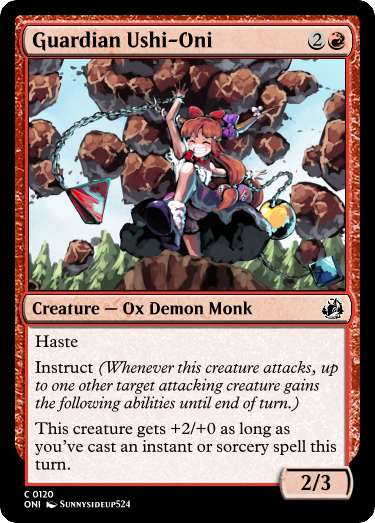 Guardian Ushi-Oni 2
Creature — Ox Demon Monk
Haste
Instruct (Whenever this creature attacks, up
to one other target attacking creature gains
the following abilities until end of turn.)
This creature gets +2/+0 as long as
you've cast an instant or sorcery spell this
turn.
2/3
C 0120
ONI Sunnysideup524